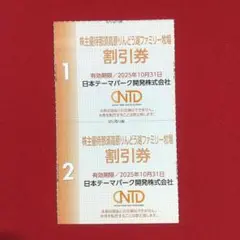 1
株主優待那須高原りんどう湖ファミリー牧場
割引券
有効期限/2025年10月31日
日本テーマパーク開発株式会社
NTD
2
株主優待那須高原りんどう湖ファミリー牧場
割引券
有効期限/2025年10月31日
日本テーマパーク開発株式会社
NTD